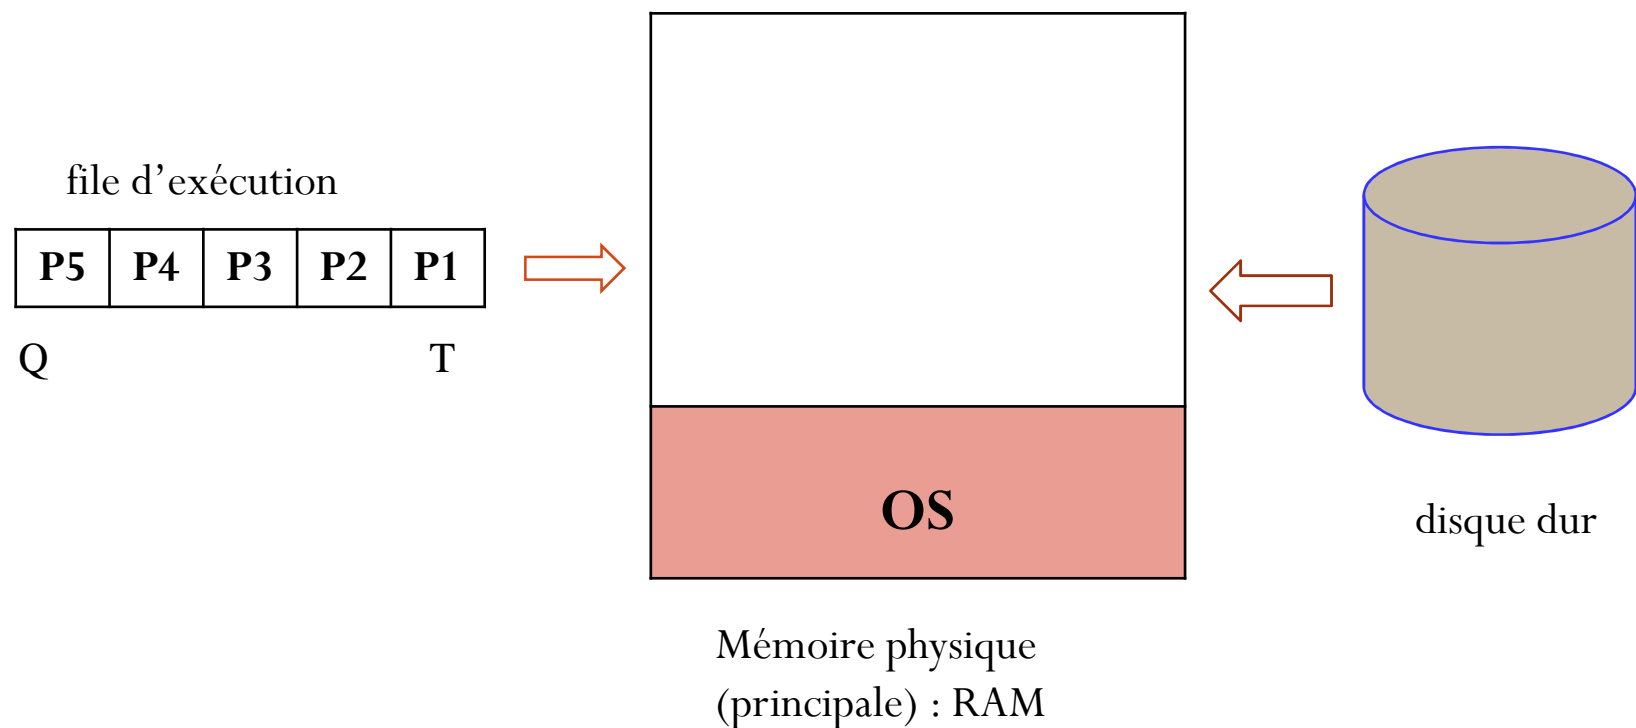 file d’exécution
P5 P4 P3 P2 P1
Q T
OS
disque dur
Mémoire physique
(principale) : RAM